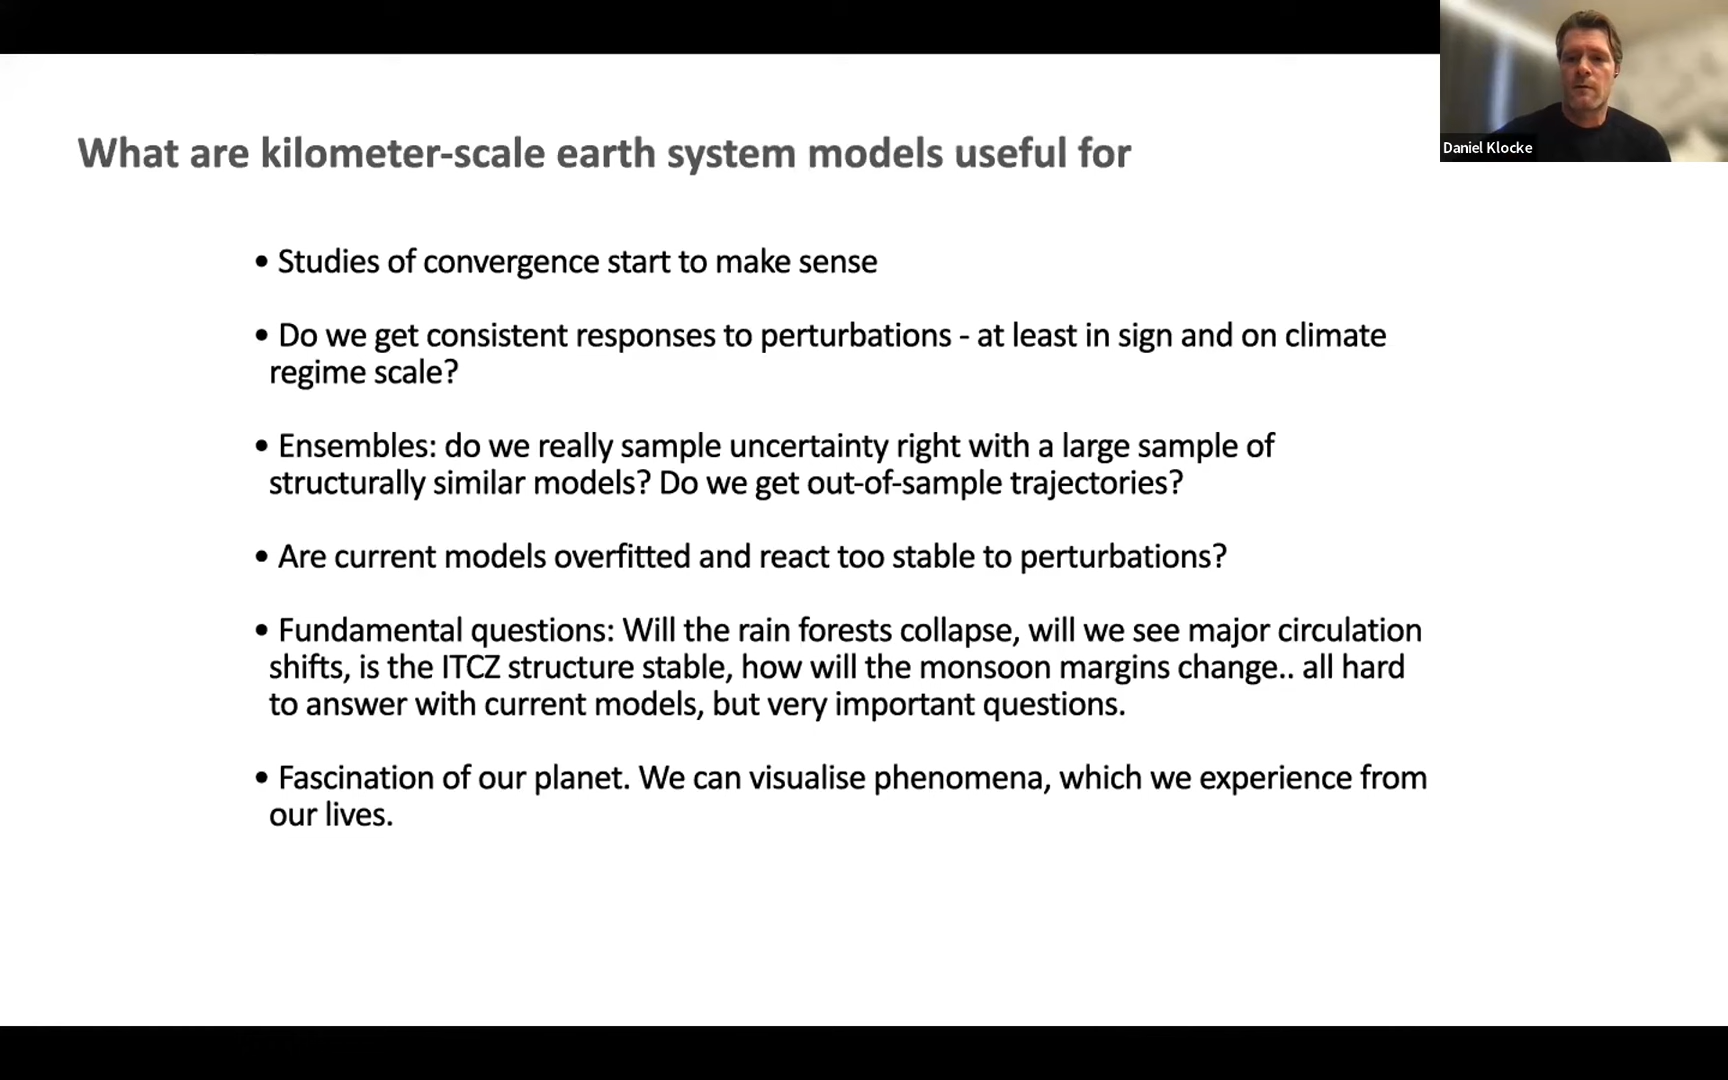 What are kilometer-scale earth system models useful for
Daniel Klocke
• Studies of convergence start to make sense
• Do we get consistent responses to perturbations - at least in sign and on climate
regime scale?
• Ensembles: do we really sample uncertainty right with a large sample of
structurally similar models? Do we get out-of-sample trajectories?
• Are current models overfitted and react too stable to perturbations?
• Fundamental questions: Will the rain forests collapse, will we see major circulation
shifts, is the ITCZ structure stable, how will the monsoon margins change.. all hard
to answer with current models, but very important questions.
• Fascination of our planet. We can visualise phenomena, which we experience from
our lives.